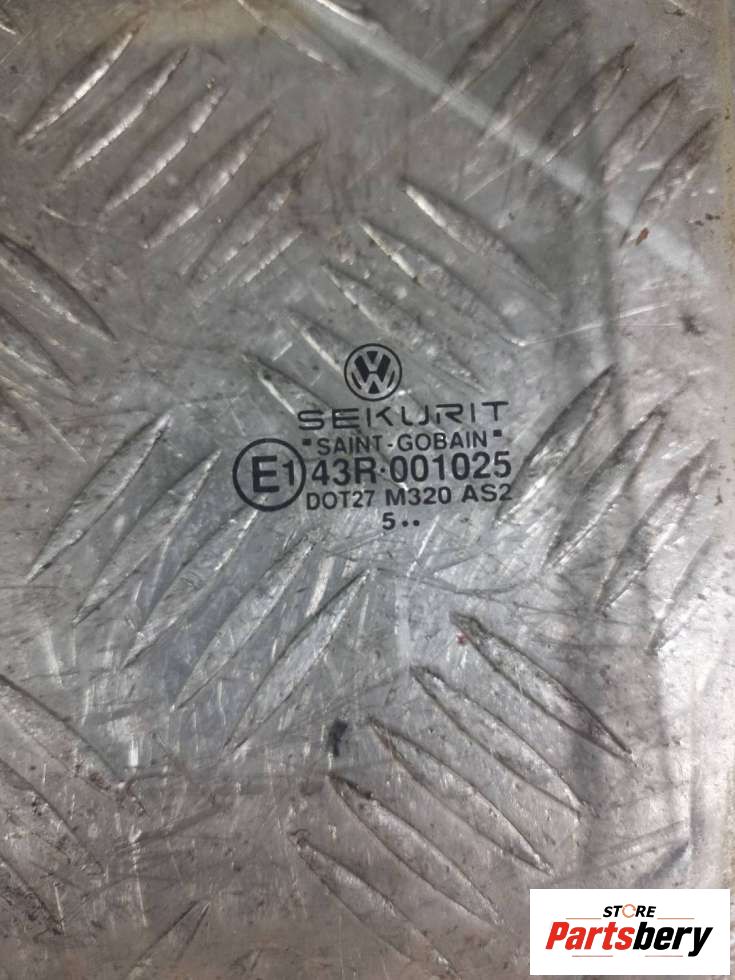 SEKURIT
"SAINT-GOBAIN"
E1 43R·001025
DOT27 M320 AS2
5··
STORE
Partsbery